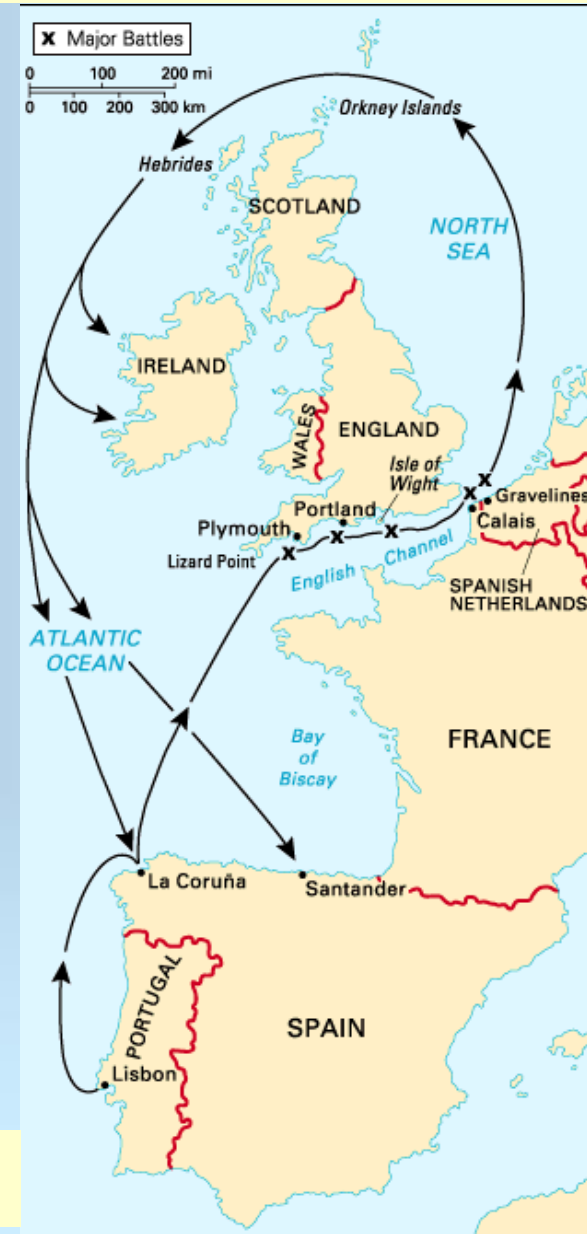 x Major Battles
0 100 200 mi
0 100 200 300 km
Orkney Islands
Hebrides
SCOTLAND
NORTH
SEA
IRELAND
WALES
ENGLAND
Isle of
Wight
Portland
Plymouth
Lizard Point
English Channel
Gravelines
Calais
SPANISH
NETHERLANDS
ATLANTIC
OCEAN
Bay
of
Biscay
FRANCE
La Coruña
Santander
PORTUGAL
SPAIN
Lisbon